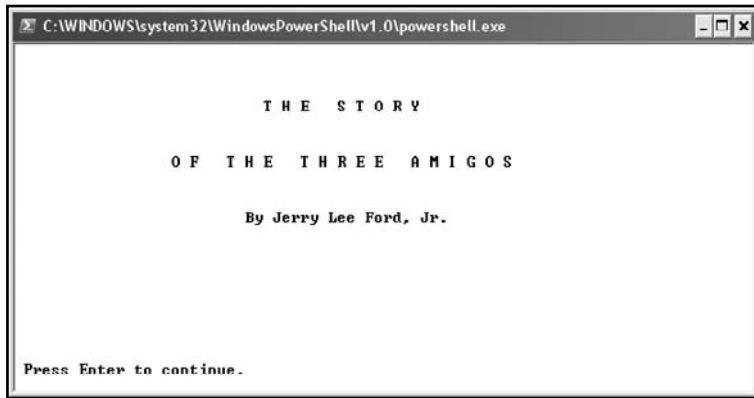 C:\WINDOWS\system32\WindowsPowerShell\v1.0\powershell.exe
T H E   S T O R Y
O F   T H E   T H R E E   A M I G O S
By Jerry Lee Ford, Jr.
Press Enter to continue.